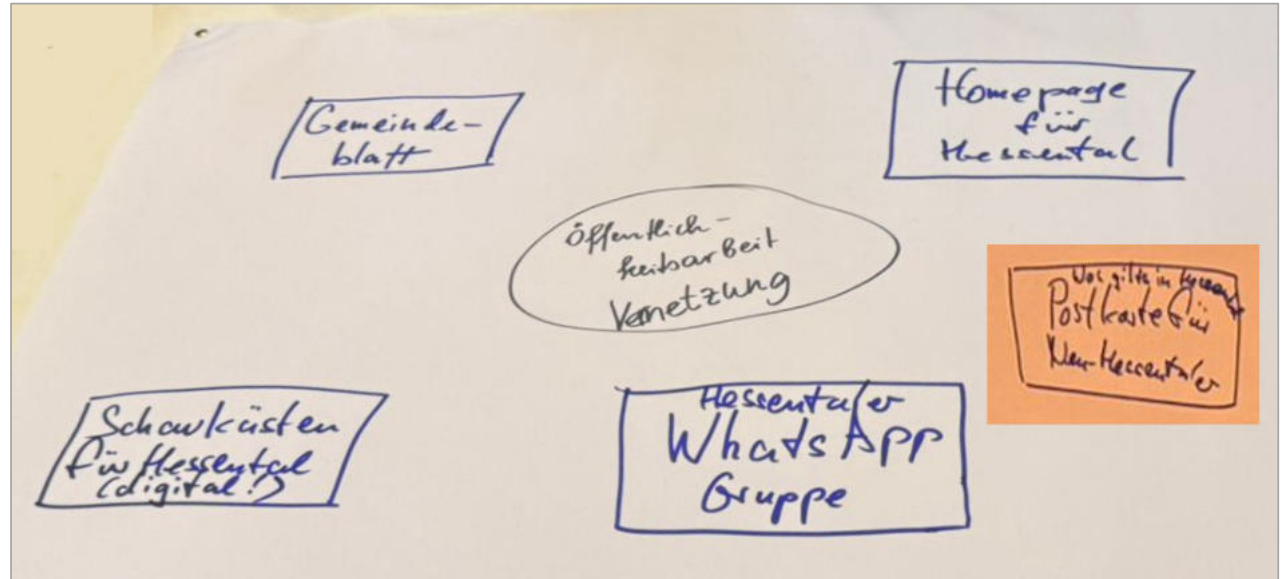 Gemeinde-
blatt
Homepage
für
Hessental
Öffentlich-
keitsarbeit
Vernetzung
Was gibts in Hessental
Postkarte für
Neu-Hessentaler
Schaukästen
für Hessental
(digital?)
Hessentaler
WhatsApp
Gruppe